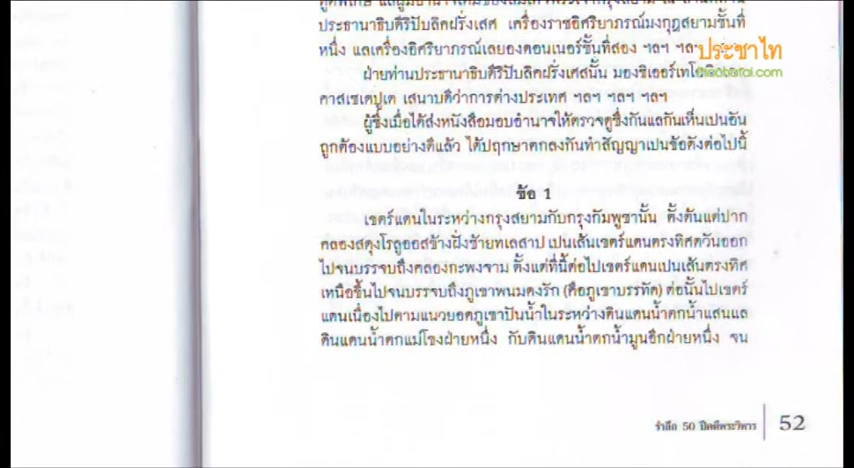 ประธานาธิบดีริปับลิคฝรั่งเศส เครื่องราชอิศริยาภรณ์มงกุฎสยามชั้นที่
หนึ่ง แลเครื่องอิศริยาภรณ์เลยองดอนเนอร์ชั้นที่สอง ฯลฯ ฯลฯ
ประชาไท
ฝ่ายท่านประธานาธิบดีริปับลิคฝรั่งเศสนั้น มองซิเออร์เทโอฟิล
คาสเซเดปูเต เสนาบดีว่าการต่างประเทศ ฯลฯ ฯลฯ ฯลฯ
ผู้ซึ่งเมื่อได้ส่งหนังสือมอบอำนาจให้ตรวจดูซึ่งกันแลกันเห็นเปนอัน
ถูกต้องแบบอย่างดีแล้ว ได้ปฤกษาตกลงกันทำสัญญาเปนข้อดังต่อไปนี้
ข้อ 1
เขตร์แดนในระหว่างกรุงสยามกับกรุงกัมพูชานั้น ตั้งต้นแต่ปาก
คลองสดุงโรลูออสข้างฝั่งซ้ายทเลสาป เปนเส้นเขตร์แดนตรงทิศตวันออก
ไปจนบรรจบถึงคลองกะพงจาม ตั้งแต่ที่นี้ต่อไปเขตร์แดนเปนเส้นตรงทิศ
เหนือขึ้นไปจนบรรจบถึงภูเขาพนมดงรัก (คือภูเขาบรรทัด) ต่อนั้นไปเขตร์
แดนเนื่องไปตามแนวยอดภูเขาปันน้ำในระหว่างดินแดนน้ำตกน้ำแสนแล
ดินแดนน้ำตกแม่โขงฝ่ายหนึ่ง กับดินแดนน้ำตกน้ำมูนอีกฝ่ายหนึ่ง จน
รำลึก 50 ปีคดีพระวิหาร 52